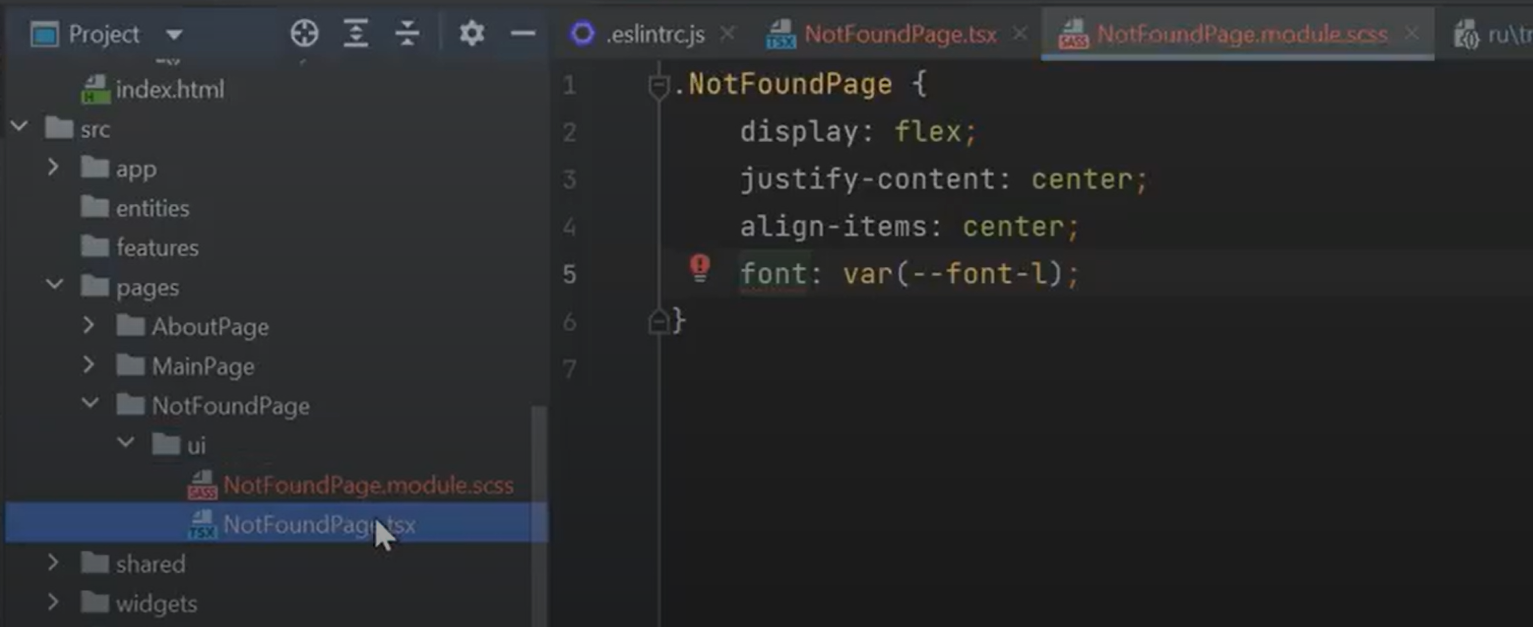 Project
.eslintrc.js
NotFoundPage.tsx
NotFoundPage.module.scss
index.html
src
app
entities
features
pages
AboutPage
MainPage
NotFoundPage
ui
NotFoundPage.module.scss
NotFoundPage.tsx
shared
widgets
1 .NotFoundPage {
2 display: flex;
3 justify-content: center;
4 align-items: center;
5 font: var(--font-l);
6 }
7